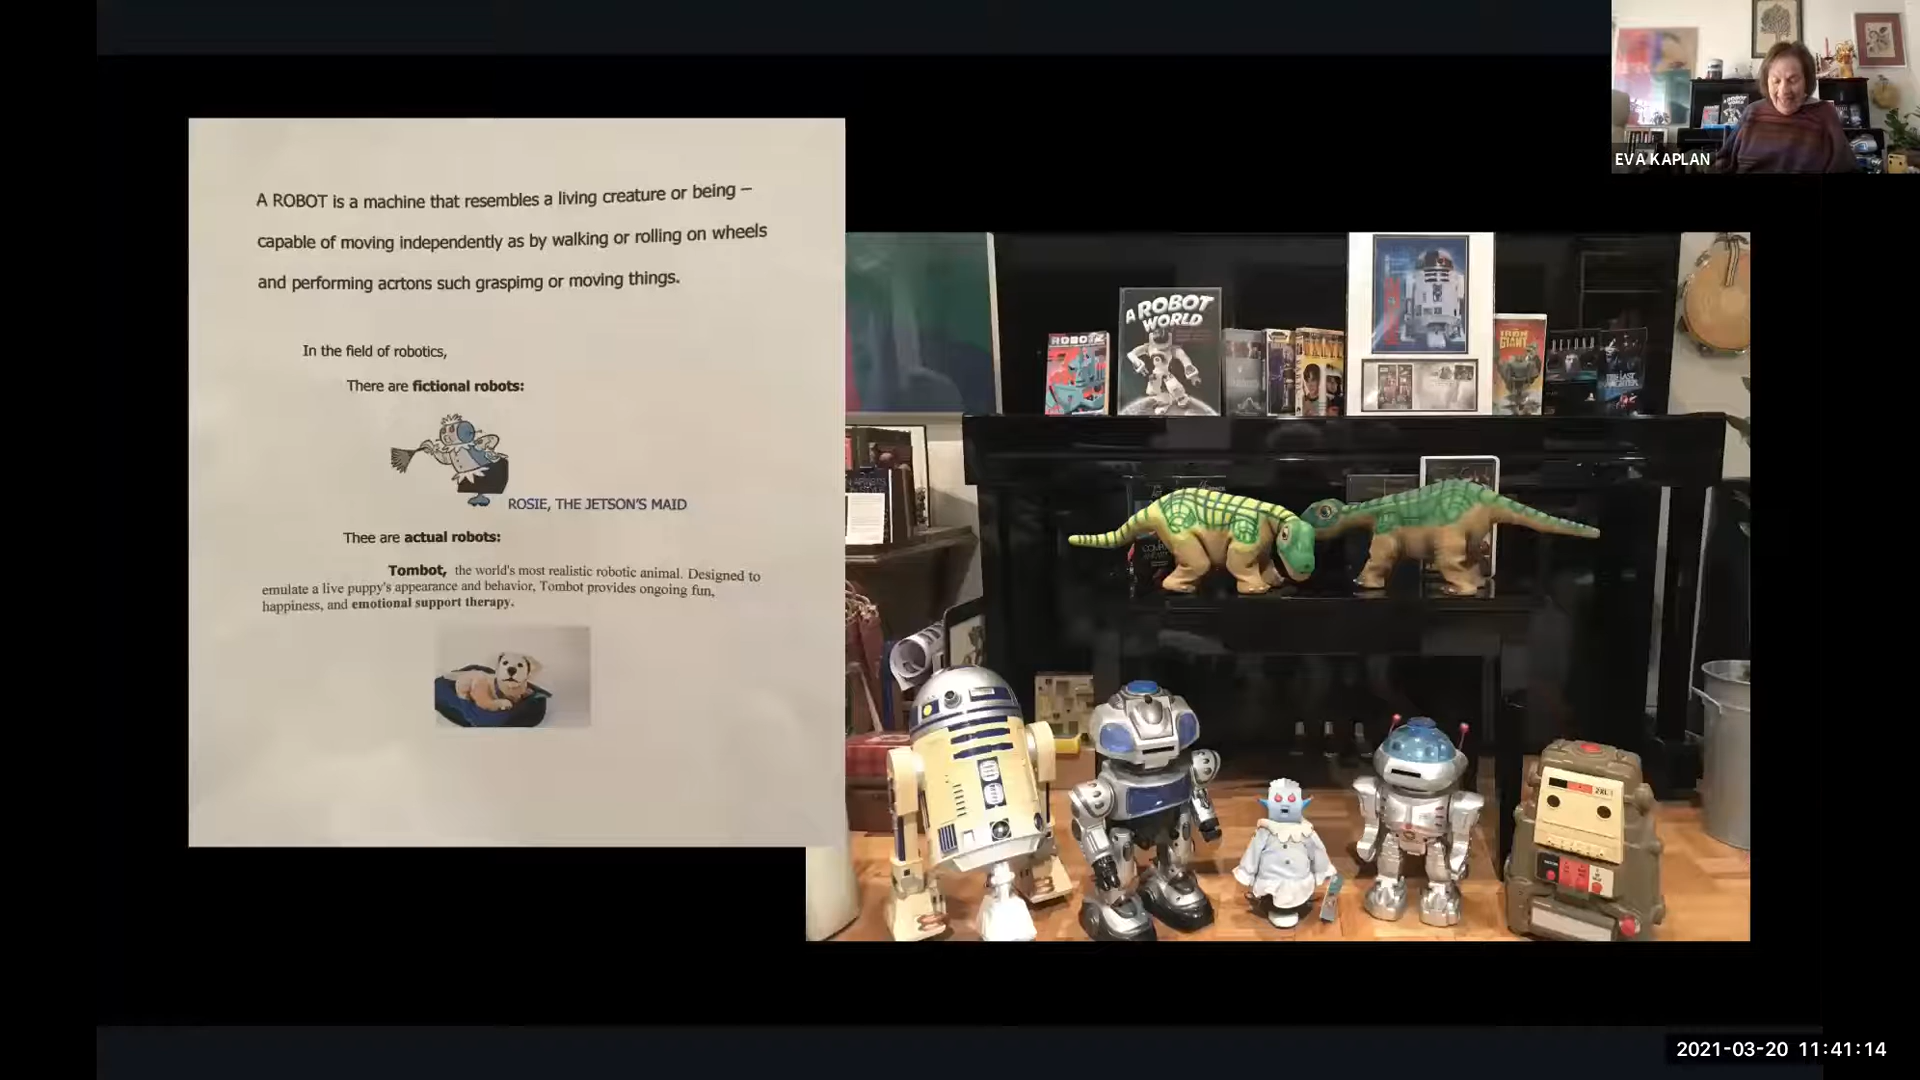 EVA KAPLAN
A ROBOT is a machine that resembles a living creature or being –
capable of moving independently as by walking or rolling on wheels
and performing acrtons such graspimg or moving things.
In the field of robotics,
There are fictional robots:
ROSIE, THE JETSON'S MAID
Thee are actual robots:
Tombot, the world's most realistic robotic animal. Designed to
emulate a live puppy's appearance and behavior, Tombot provides ongoing fun,
happiness, and emotional support therapy.
A ROBOT
WORLD
ROBOTZ
IRON
GIANT
2XL
2021-03-20 11:41:14